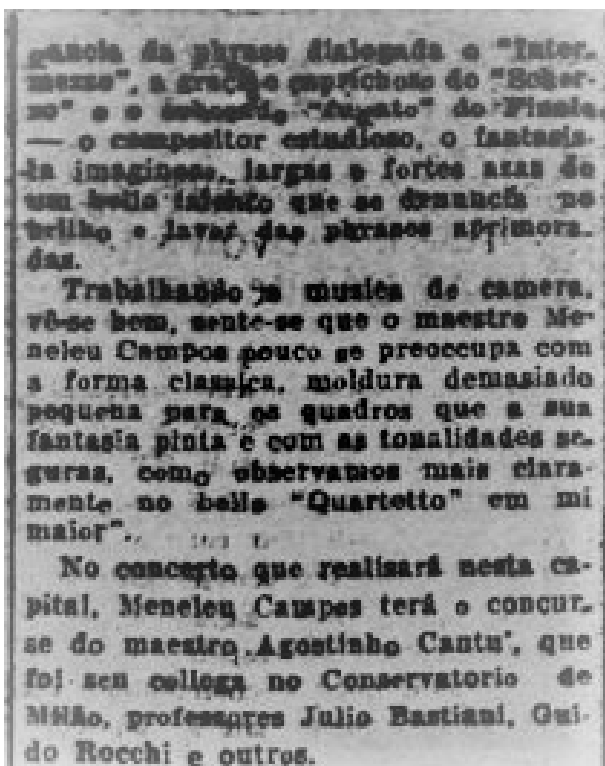 gancia da phrase dialogada e "Inter-
mezzo", a graça e caprichoso do "Scher-
zo" e o "fugato" do Finale
— o compositor estudioso, o fantasis-
ta imaginoso, largas e fortes azas de
um bello talento que se denuncia no
brilho e lavor das phrases aprimora-
das.
Trabalhando a musica de camera,
vê-se bem, sente-se que o maestro Me-
neleu Campos pouco se preoccupa com
a forma classica, moldura demasiado
pequena para os quadros que a sua
fantasia pinta e com as tonalidades se-
guras, como observamos mais clara-
mente no bello "Quartetto" em mi
maior".
No concerto que realisará nesta ca-
pital, Meneleu Campos terá o concur-
se do maestro Agostinho Cantu', que
foi seu collega no Conservatorio de
Milão, professores Julio Bastiani, Gui-
do Rocchi e outros.